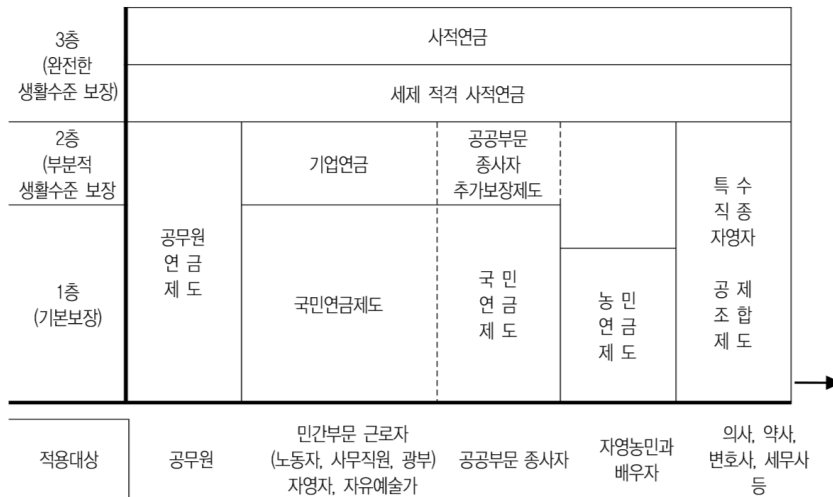 3층
(완전한
생활수준 보장)
사적연금
세제 적격 사적연금
2층
(부분적
생활수준 보장
기업연금
공공부문
종사자
추가보장제도
1층
(기본보장)
공무원
연 금
제 도
국민연금제도
국 민
연 금
제 도
농 민
연 금
제 도
특 수
직 종
자영자
공 제
조 합
제 도
적용대상
공무원
민간부문 근로자
(노동자, 사무직원, 광부)
자영자, 자유예술가
공공부문 종사자
자영농민과
배우자
의사, 약사,
변호사, 세무사
등